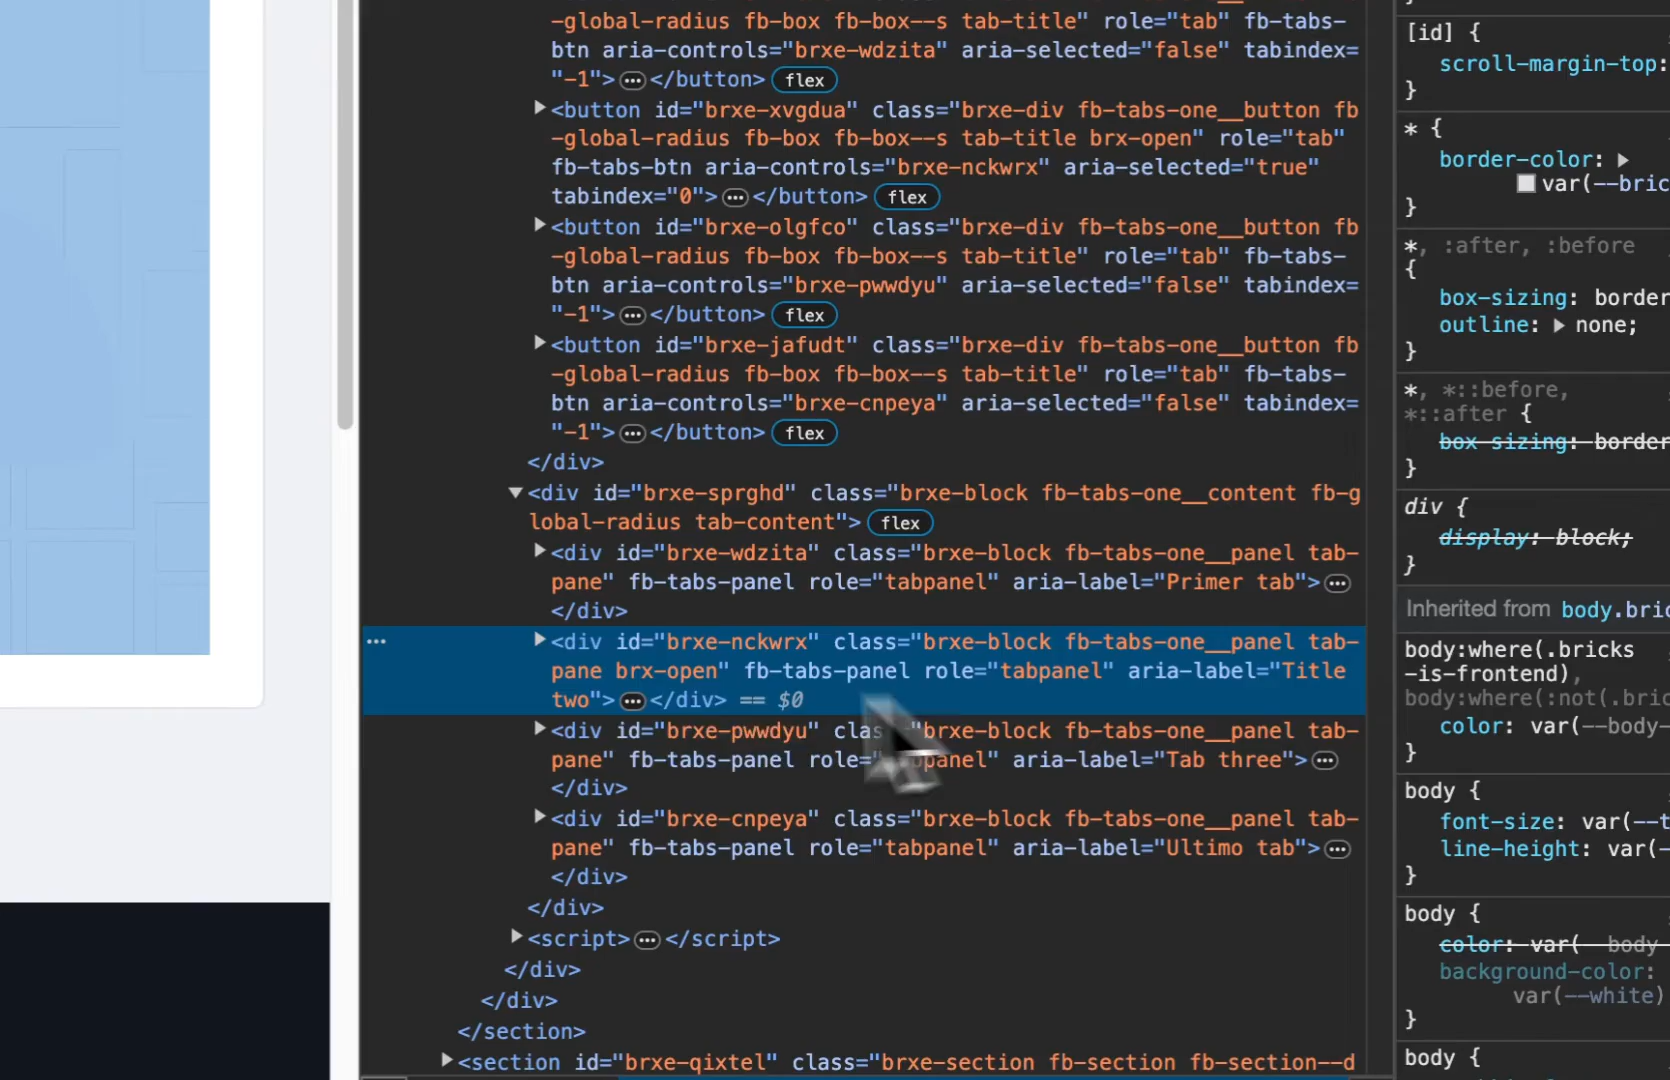 -global-radius fb-box fb-box--s tab-title" role="tab" fb-tabs-
btn aria-controls="brxe-wdzita" aria-selected="false" tabindex=
"-1"> </button> flex
<button id="brxe-xvgdua" class="brxe-div fb-tabs-one__button fb
-global-radius fb-box fb-box--s tab-title brx-open" role="tab"
fb-tabs-btn aria-controls="brxe-nckwrx" aria-selected="true"
tabindex="0"> </button> flex
<button id="brxe-olgfco" class="brxe-div fb-tabs-one__button fb
-global-radius fb-box fb-box--s tab-title" role="tab" fb-tabs-
btn aria-controls="brxe-pwwdyu" aria-selected="false" tabindex=
"-1"> </button> flex
<button id="brxe-jafudt" class="brxe-div fb-tabs-one__button fb
-global-radius fb-box fb-box--s tab-title" role="tab" fb-tabs-
btn aria-controls="brxe-cnpeya" aria-selected="false" tabindex=
"-1"> </button> flex
</div>
<div id="brxe-sprghd" class="brxe-block fb-tabs-one__content fb-g
lobal-radius tab-content"> flex
<div id="brxe-wdzita" class="brxe-block fb-tabs-one__panel tab-
pane" fb-tabs-panel role="tabpanel" aria-label="Primer tab">
</div>
<div id="brxe-nckwrx" class="brxe-block fb-tabs-one__panel tab-
pane brx-open" fb-tabs-panel role="tabpanel" aria-label="Title
two"> </div> == $0
<div id="brxe-pwwdyu" "brxe-block fb-tabs-one__panel tab-
pane" fb-tabs-panel aria-label="Tab three">
</div>
<div id="brxe-cnpeya" class="brxe-block fb-tabs-one__panel tab-
pane" fb-tabs-panel role="tabpanel" aria-label="Ultimo tab">
</div>
</div>
<script> </script>
</div>
</div>
</section>
<section id="brxe-qixtel" class="brxe-section fb-section fb-section--d
[id] {
scroll-margin-top:
}
* {
border-color:
var(--bric
}
*, :after, :before
{
box-sizing: border
outline: none;
}
*, *::before,
*::after {
box-sizing: border
}
div {
display: block;
}
Inherited from body.bric
body:where(.bricks
-is-frontend),
body:where(:not(.bric
color: var(--body-
}
body {
font-size: var(--t
line-height: var(-
}
body {
color: var(--body
background-color:
var(--white)
}
body {